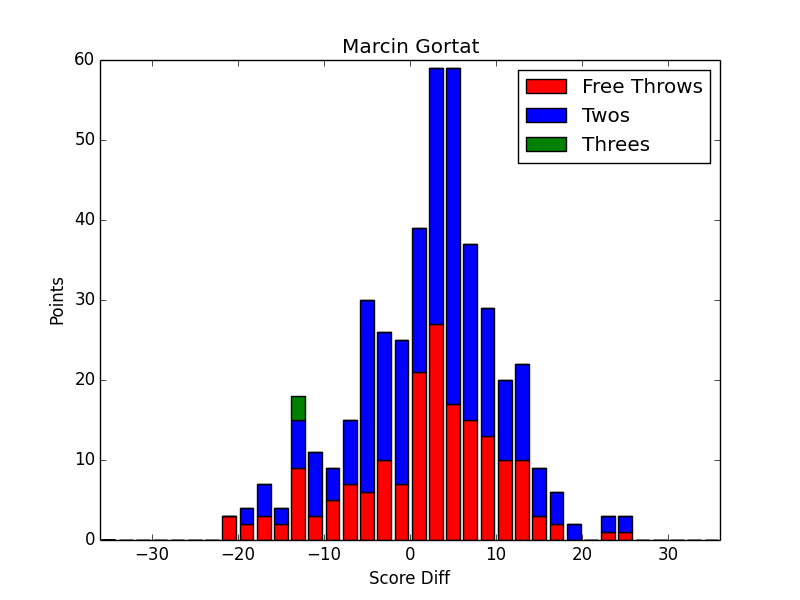 Marcin Gortat
60
50
40
30
20
10
0
Points
Free Throws
Twos
Threes
−30 −20 −10 0 10 20 30
Score Diff